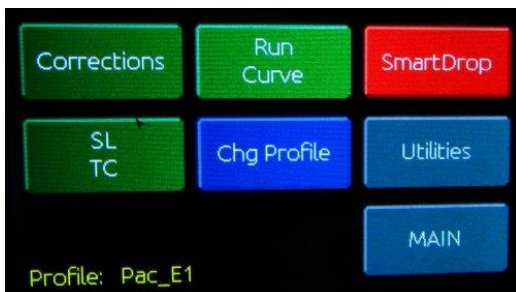 Corrections
Run
Curve
SmartDrop
SL
TC
Chg Profile
Utilities
MAIN
Profile: Pac_E1